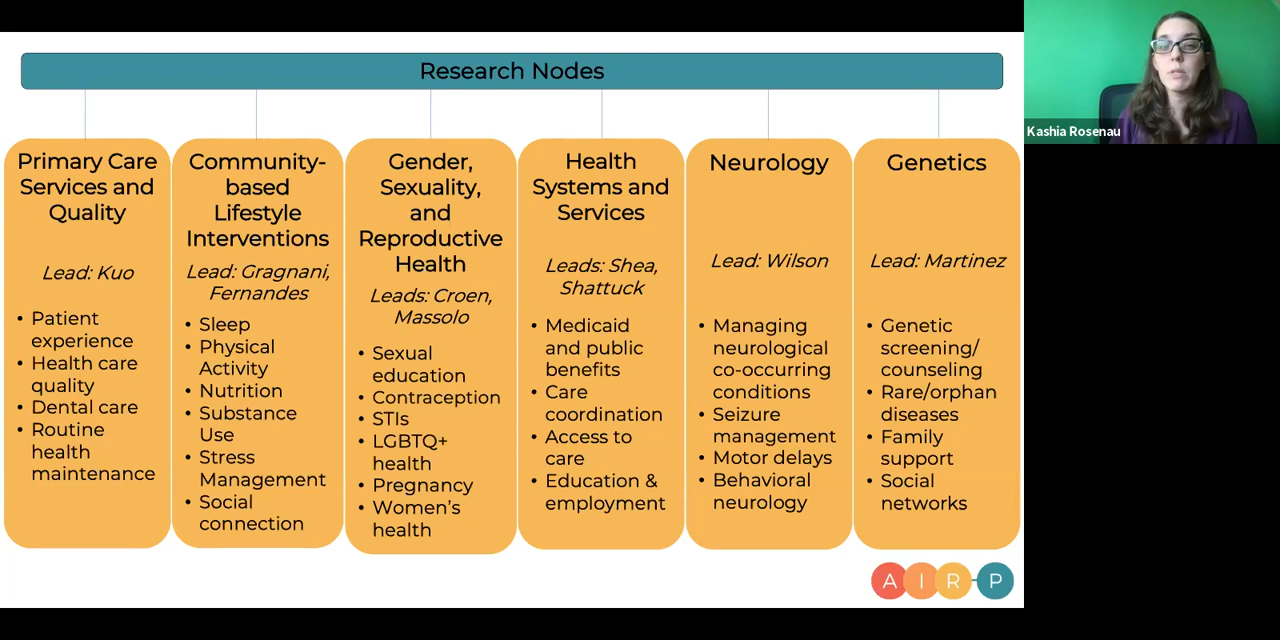 Research Nodes
Primary Care
Services and
Quality
Lead: Kuo
• Patient
experience
• Health care
quality
• Dental care
• Routine
health
maintenance
Community-
based
Lifestyle
Interventions
Lead: Gragnani,
Fernandes
• Sleep
• Physical
Activity
• Nutrition
• Substance
Use
• Stress
Management
• Social
connection
Gender,
Sexuality,
and
Reproductive
Health
Leads: Croen,
Massolo
• Sexual
education
• Contraception
• STIs
• LGBTQ+
health
• Pregnancy
• Women's
health
Health
Systems and
Services
Leads: Shea,
Shattuck
• Medicaid
and public
benefits
• Care
coordination
• Access to
care
• Education &
employment
Neurology
Lead: Wilson
• Managing
neurological
co-occurring
conditions
• Seizure
management
• Motor delays
• Behavioral
neurology
Genetics
Lead: Martinez
• Genetic
screening/
counseling
• Rare/orphan
diseases
• Family
support
• Social
networks
AIR-P
Kashia Rosenau